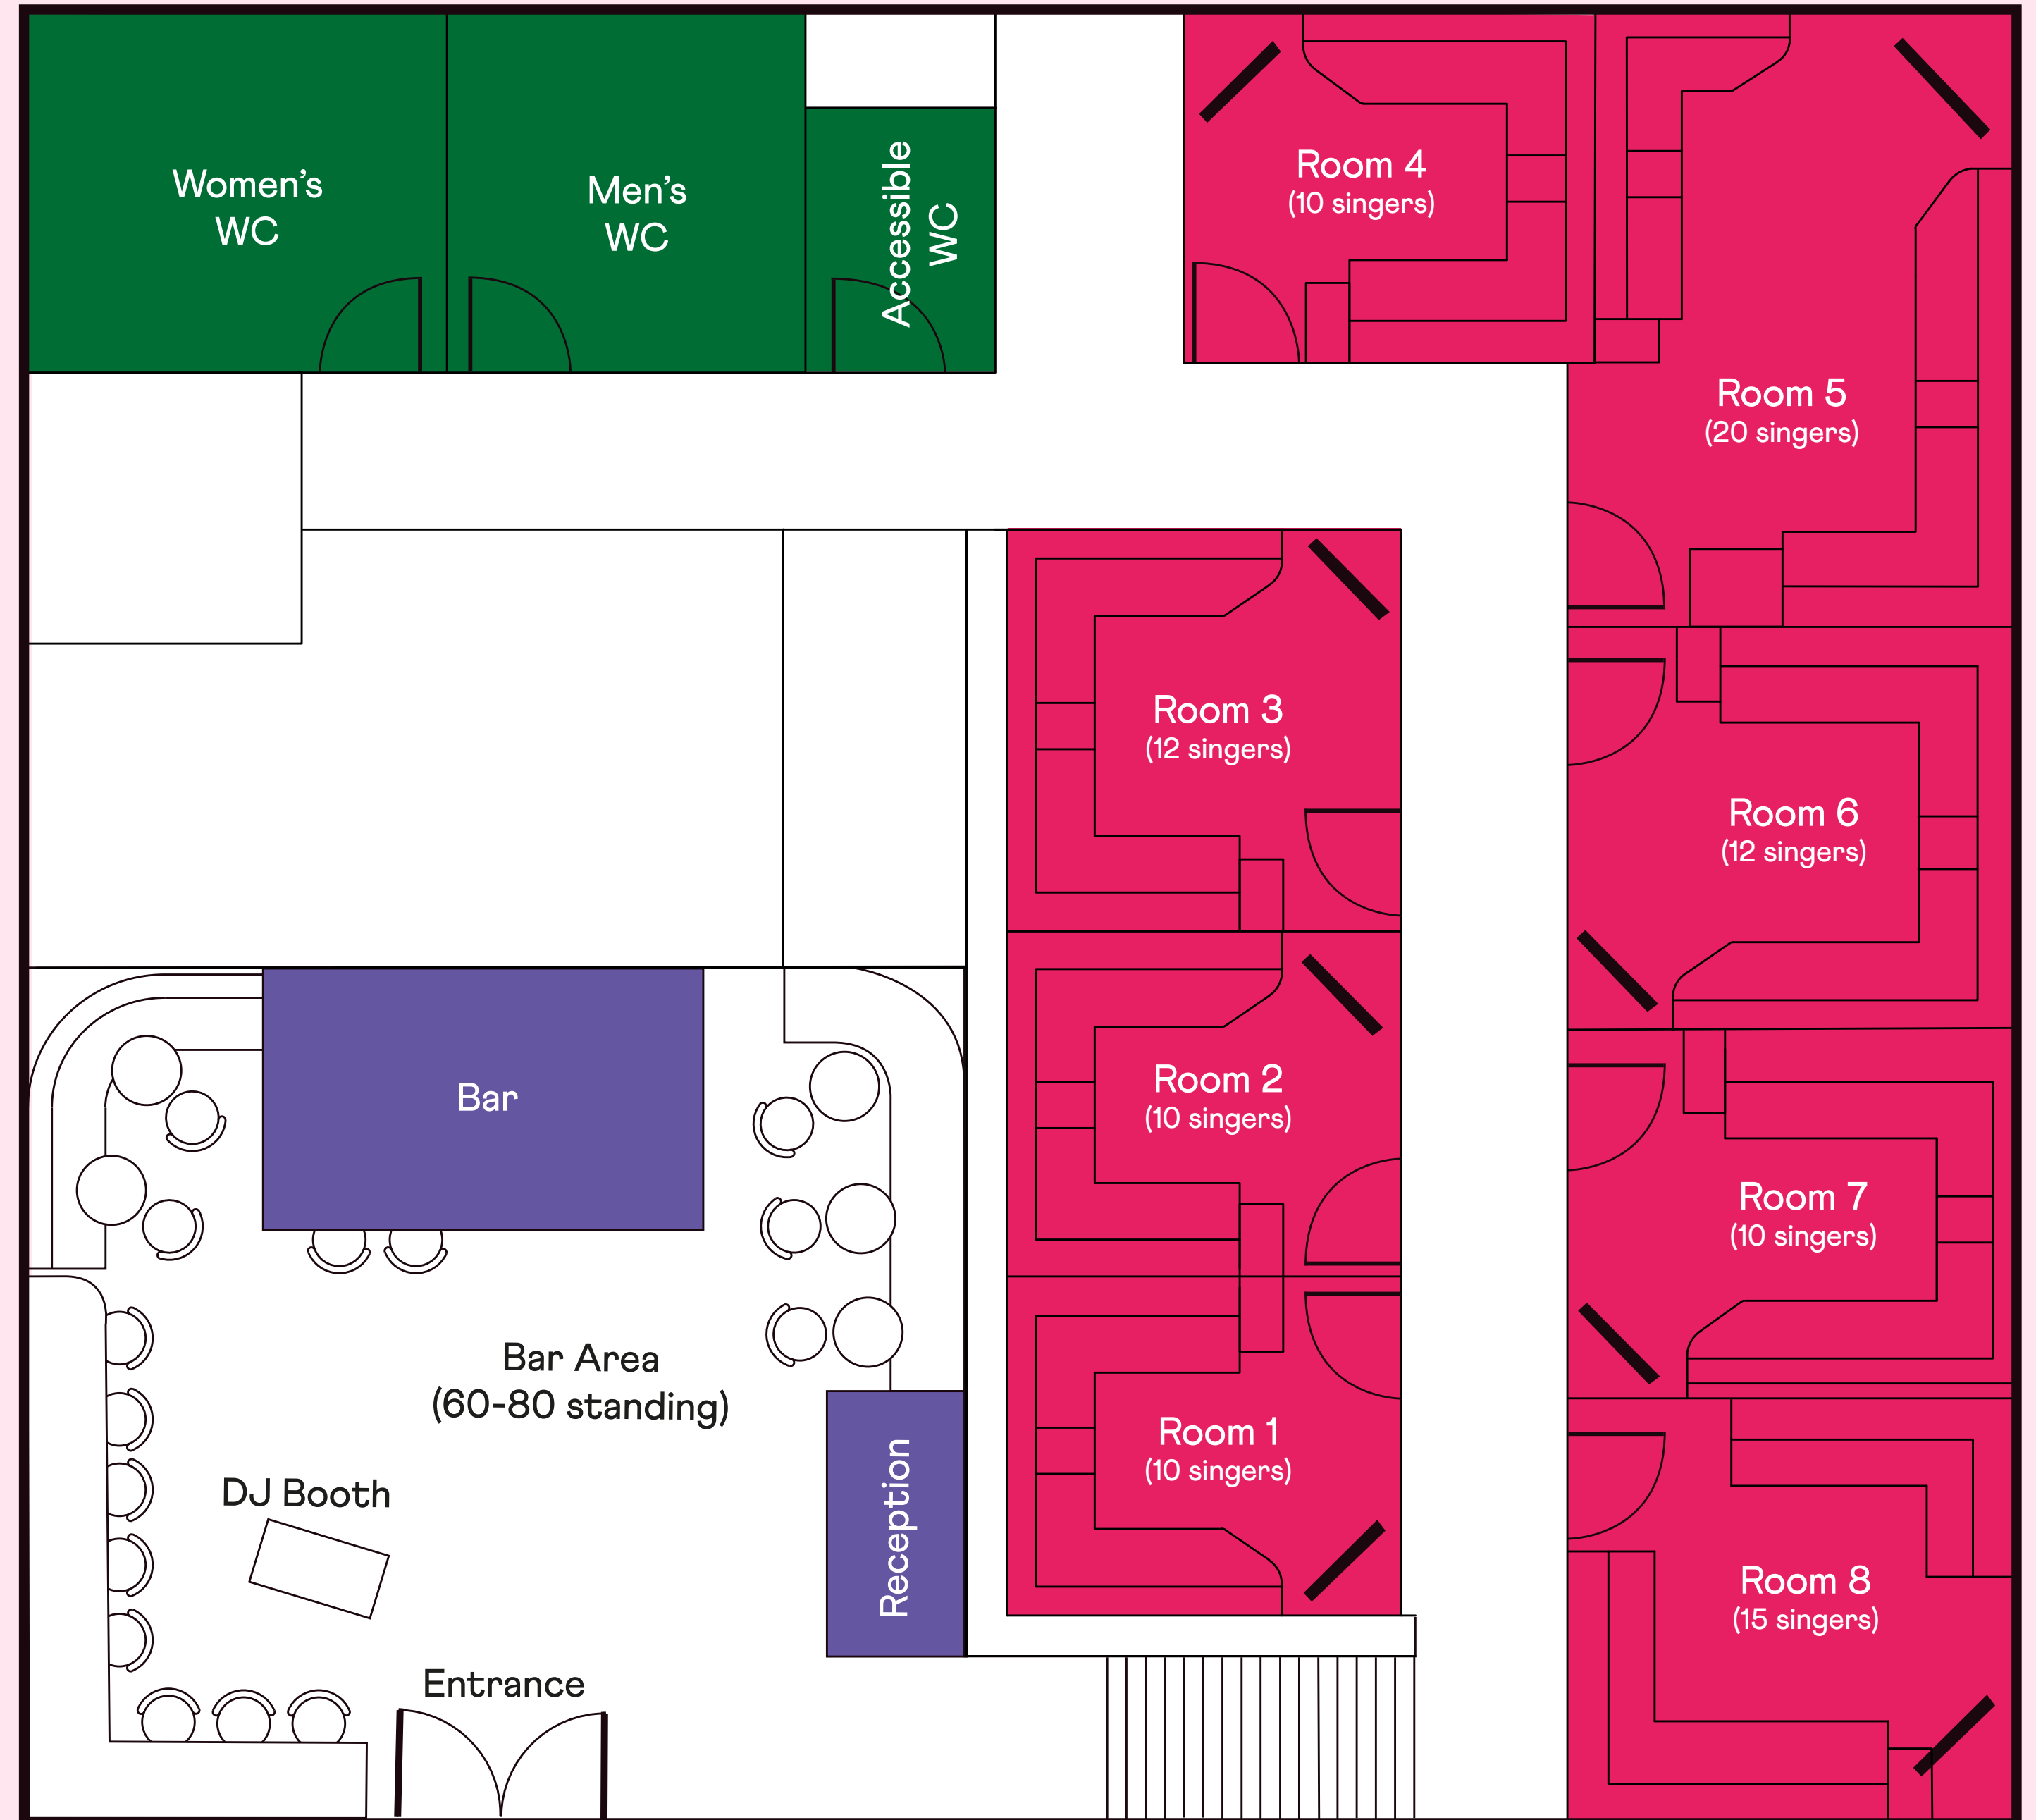 Women's
WC
Men's
WC
Accessible
WC
Room 4
(10 singers)
Room 5
(20 singers)
Room 3
(12 singers)
Room 6
(12 singers)
Bar
Room 2
(10 singers)
Room 7
(10 singers)
Bar Area
(60-80 standing)
Room 1
(10 singers)
DJ Booth
Reception
Room 8
(15 singers)
Entrance